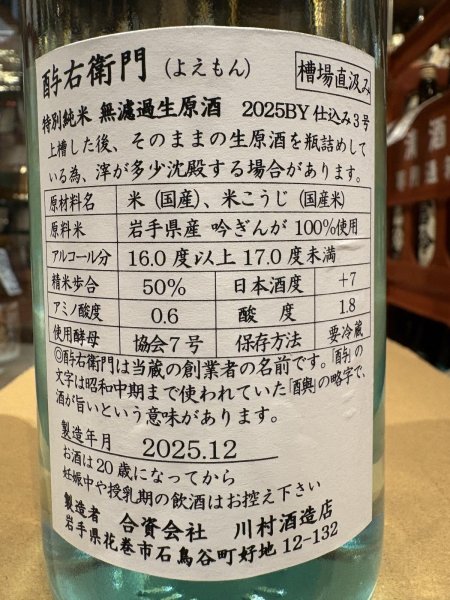 酉与右衛門 (よえもん) 槽場直汲み
特別純米 無濾過生原酒 2025BY 仕込み3号
上槽した後、そのままの生原酒を瓶詰めして
いる為、滓が多少沈殿する場合があります。
原材料名 米（国産）、米こうじ（国産米）
原料米 岩手県産 吟ぎんが 100%使用
アルコール分 16.0 度以上 17.0 度未満
精米歩合 50% 日本酒度 +7
アミノ酸度 0.6 酸度 1.8
使用酵母 協会7号 保存方法 要冷蔵
◎酉与右衛門は当蔵の創業者の名前です。「酉与」の
文字は昭和中期まで使われていた「酉與」の略字で、
酒が旨いという意味があります。
製造年月 2025.12
お酒は20歳になってから
妊娠中や授乳期の飲酒はお控え下さい
製造者 合資会社 川村酒造店
岩手県花巻市石鳥谷町好地 12-132